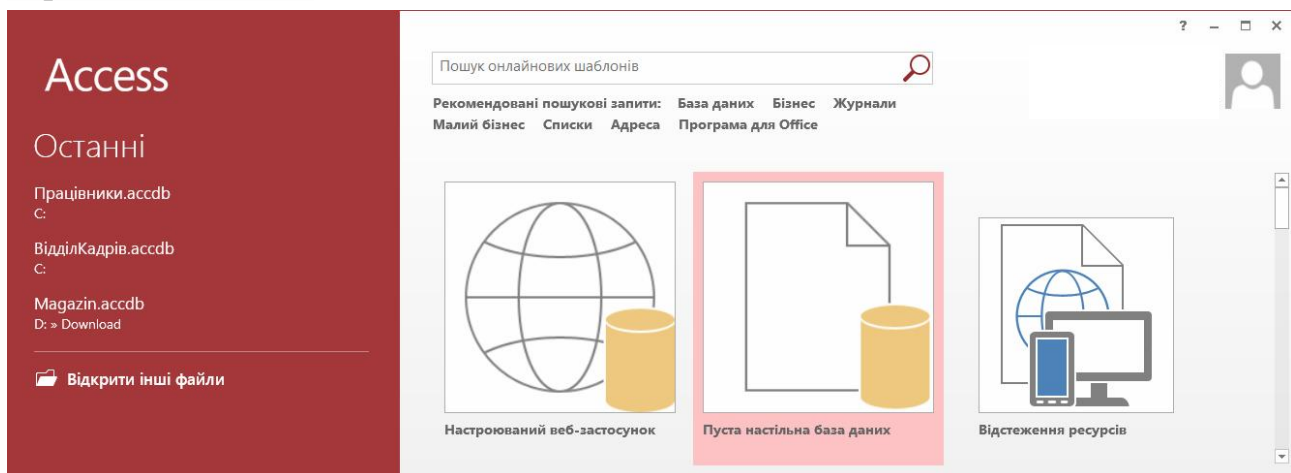 Access
Останні
Працівники.accdb
C:
ВідділКадрів.accdb
C:
Magazin.accdb
D: » Download
Відкрити інші файли
? – □ ×
Пошук онлайнових шаблонів
Рекомендовані пошукові запити: База даних Бізнес Журнали
Малий бізнес Списки Адреса Програма для Office
Настроюваний веб-застосунок
Пуста настільна база даних
Відстеження ресурсів